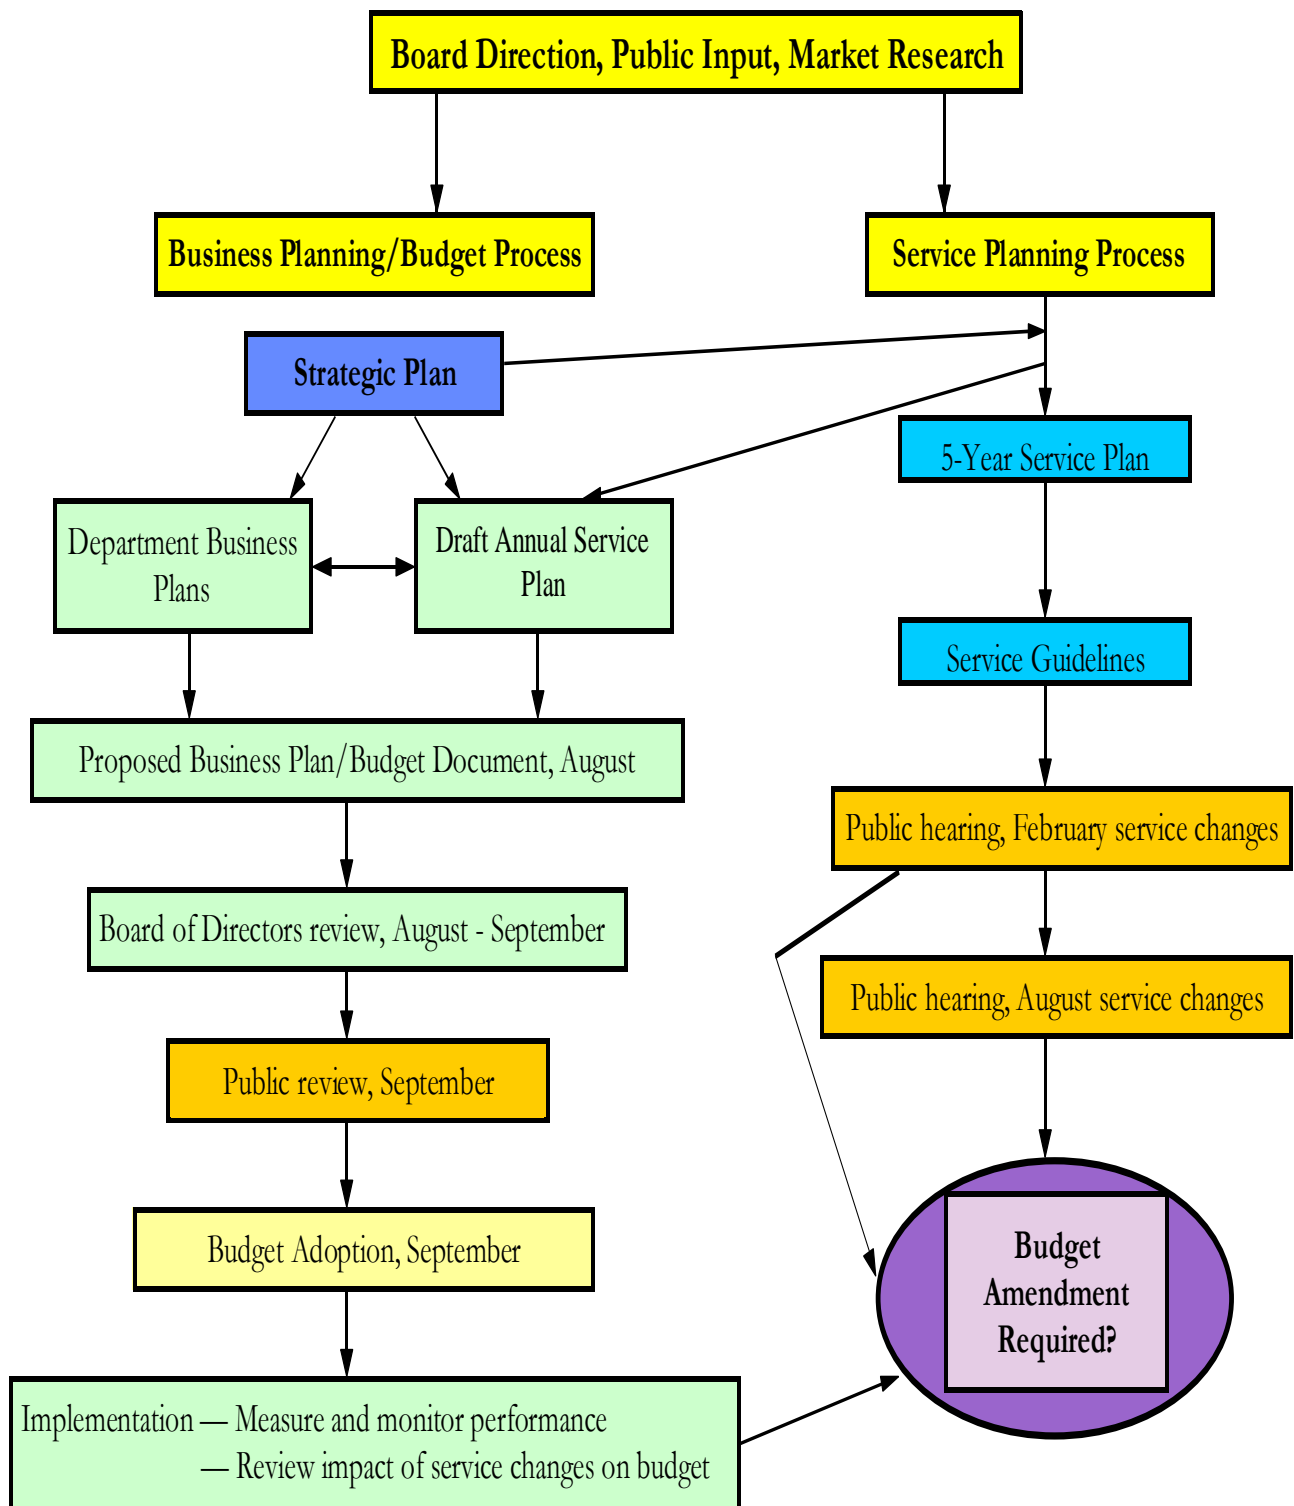 Board Direction, Public Input, Market Research
Business Planning/Budget Process
Service Planning Process
Strategic Plan
5-Year Service Plan
Department Business
Plans
Draft Annual Service
Plan
Service Guidelines
Proposed Business Plan/Budget Document, August
Public hearing, February service changes
Board of Directors review, August - September
Public hearing, August service changes
Public review, September
Budget Adoption, September
Budget
Amendment
Required?
Implementation — Measure and monitor performance
— Review impact of service changes on budget